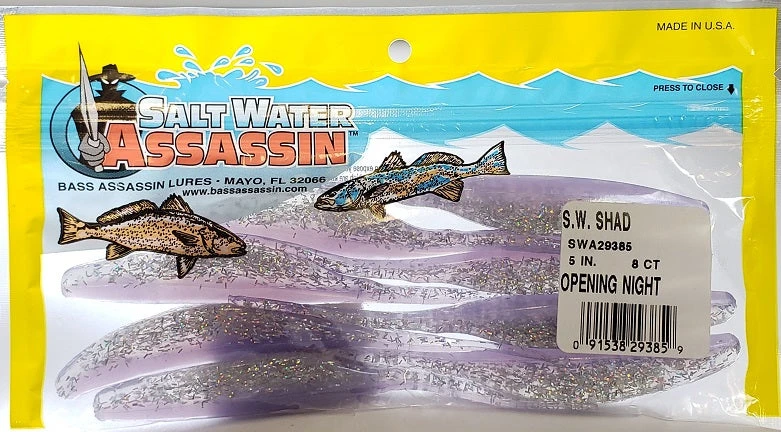 MADE IN U.S.A.
PRESS TO CLOSE
SALT WATER
ASSASSIN™
BASS ASSASSIN LURES - MAYO, FL 32066
www.bassassassin.com
S.W. SHAD
SWA29385
5 IN. 8 CT
OPENING NIGHT
0 91538 29385 9